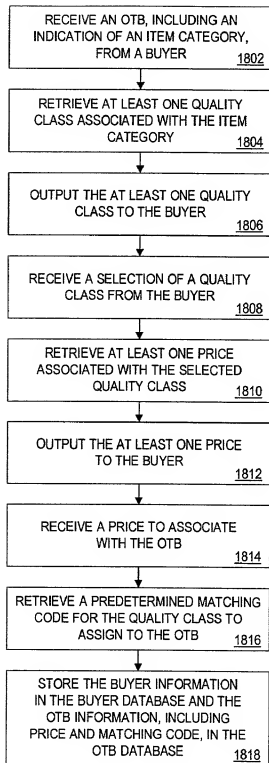 RECEIVE AN OTB, INCLUDING AN
INDICATION OF AN ITEM CATEGORY,
FROM A BUYER
1802
RETRIEVE AT LEAST ONE QUALITY
CLASS ASSOCIATED WITH THE ITEM
CATEGORY
1804
OUTPUT THE AT LEAST ONE QUALITY
CLASS TO THE BUYER
1806
RECEIVE A SELECTION OF A QUALITY
CLASS FROM THE BUYER
1808
RETRIEVE AT LEAST ONE PRICE
ASSOCIATED WITH THE SELECTED
QUALITY CLASS
1810
OUTPUT THE AT LEAST ONE PRICE
TO THE BUYER
1812
RECEIVE A PRICE TO ASSOCIATE
WITH THE OTB
1814
RETRIEVE A PREDETERMINED MATCHING
CODE FOR THE QUALITY CLASS TO
ASSIGN TO THE OTB
1816
STORE THE BUYER INFORMATION
IN THE BUYER DATABASE AND THE
OTB INFORMATION, INCLUDING
PRICE AND MATCHING CODE, IN THE
OTB DATABASE
1818